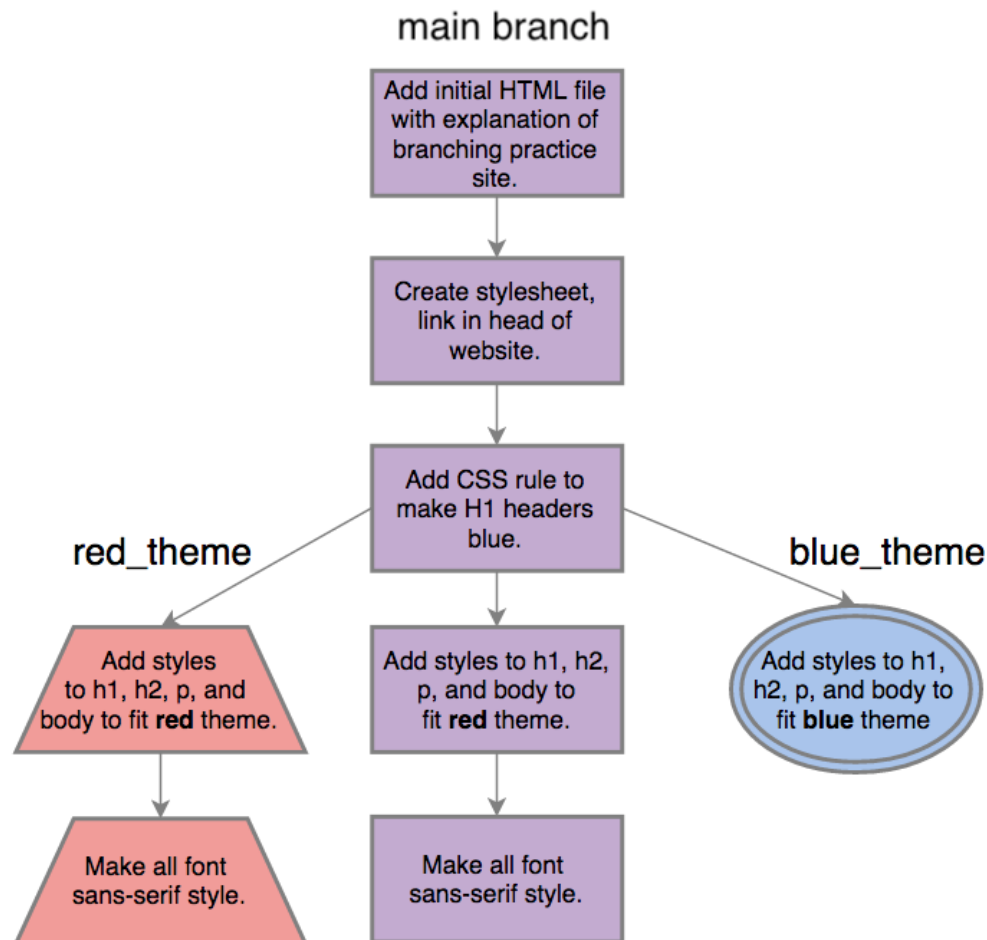 main branch
Add initial HTML file
with explanation of
branching practice
site.
Create stylesheet,
link in head of
website.
Add CSS rule to
make H1 headers
blue.
red_theme
blue_theme
Add styles
to h1, h2, p, and
body to fit red theme.
Add styles to h1, h2,
p, and body to
fit red theme.
Add styles to h1,
h2, p, and body to
fit blue theme
Make all font
sans-serif style.
Make all font
sans-serif style.